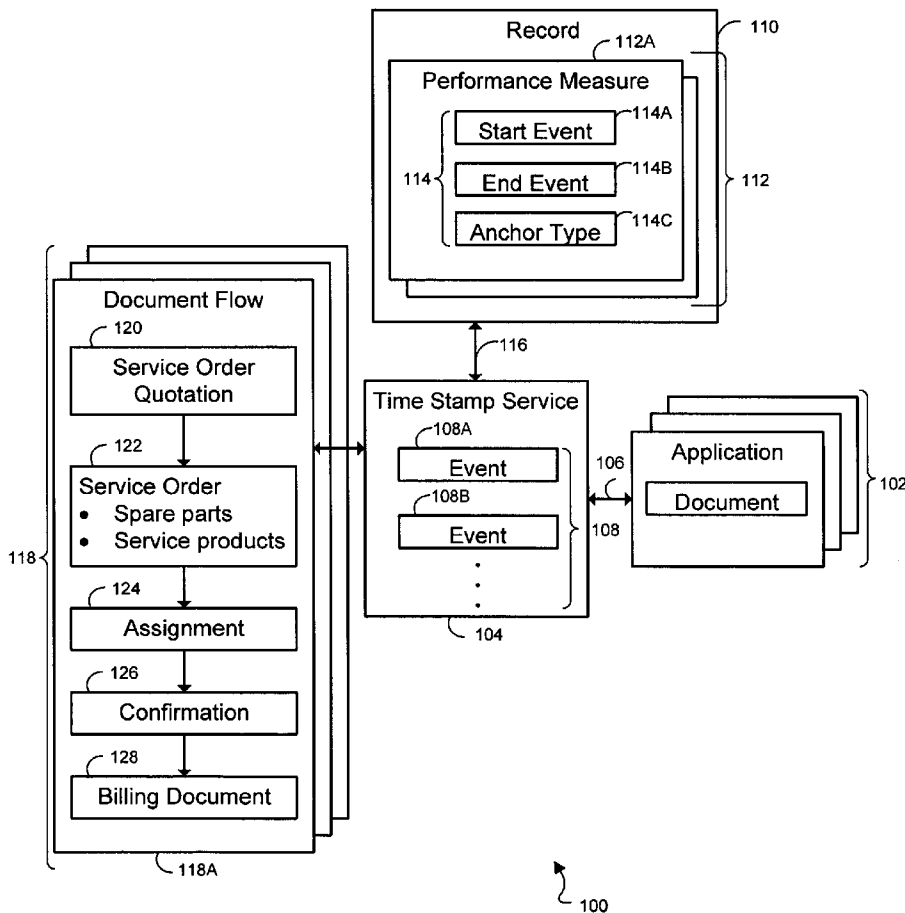 Record
110
112A
Performance Measure
114A
Start Event
114
114B
End Event
112
114C
Anchor Type
Document Flow
120
Service Order
Quotation
122
Service Order
• Spare parts
• Service products
118
124
Assignment
126
Confirmation
128
Billing Document
118A
116
Time Stamp Service
108A
Event
108B
Event
108
104
106
Application
Document
102
100